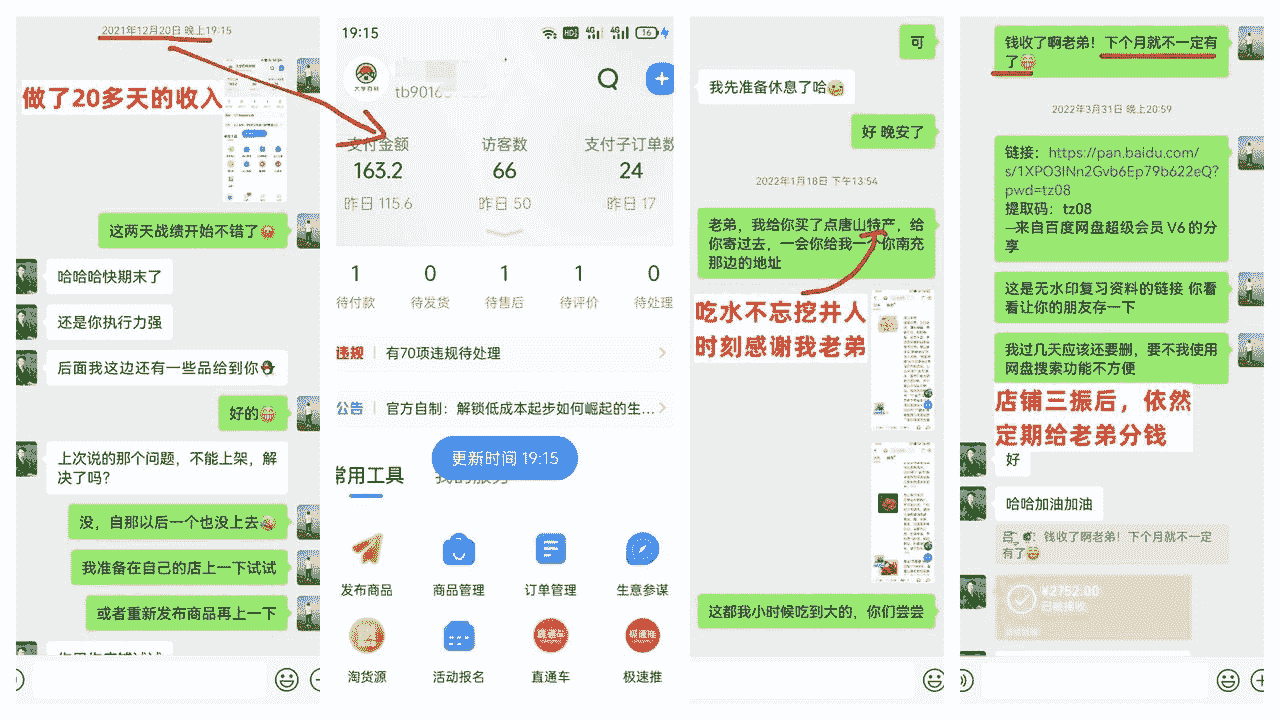 2021年12月20日 晚上19:15
做了20多天的收入
这两天战绩开始不错了
哈哈哈快期末了
还是你执行力强
后面我这边还有一些品给到你
好的
上次说的那个问题，不能上架，解
决了吗？
没，自那以后一个也没上去
我准备在自己的店上一下试试
或者重新发布商品再上一下
19:15
HD 4G 4G 16
大学百科
tb9016
支付金额 访客数 支付子订单数
163.2 66 24
昨日 115.6 昨日 50 昨日 17
1 0 1 1 0
待付款 待发货 待售后 待评价 待处理
违规 有70项违规待处理
公告 官方自制：解锁低成本起步如何崛起的生...
更新时间 19:15
常用工具
发布商品 商品管理 订单管理 生意参谋
淘货源 活动报名 直通车 极速推
可
我先准备休息了哈
好 晚安了
2022年1月18日 下午13:54
老弟，我给你买了点唐山特产，给
你寄过去，一会你给我一个你南充
那边的地址
吃水不忘挖井人
时刻感谢我老弟
这都我小时候吃到大的，你们尝尝
钱收了啊老弟！下个月就不一定有
了
2022年3月31日 晚上20:59
链接：https://pan.baidu.com/
s/1XPO3INn2Gvb6Ep79b622eQ?
pwd=tz08
提取码：tz08
—来自百度网盘超级会员 V6 的分
享
这是无水印复习资料的链接 你看
看让你的朋友存一下
我过几天应该还要删，要不我使用
网盘搜索功能不方便
店铺三振后，依然
定期给老弟分钱
好
哈哈加油加油
钱收了啊老弟！下个月就不一定
有了
¥2752.00
已被接收